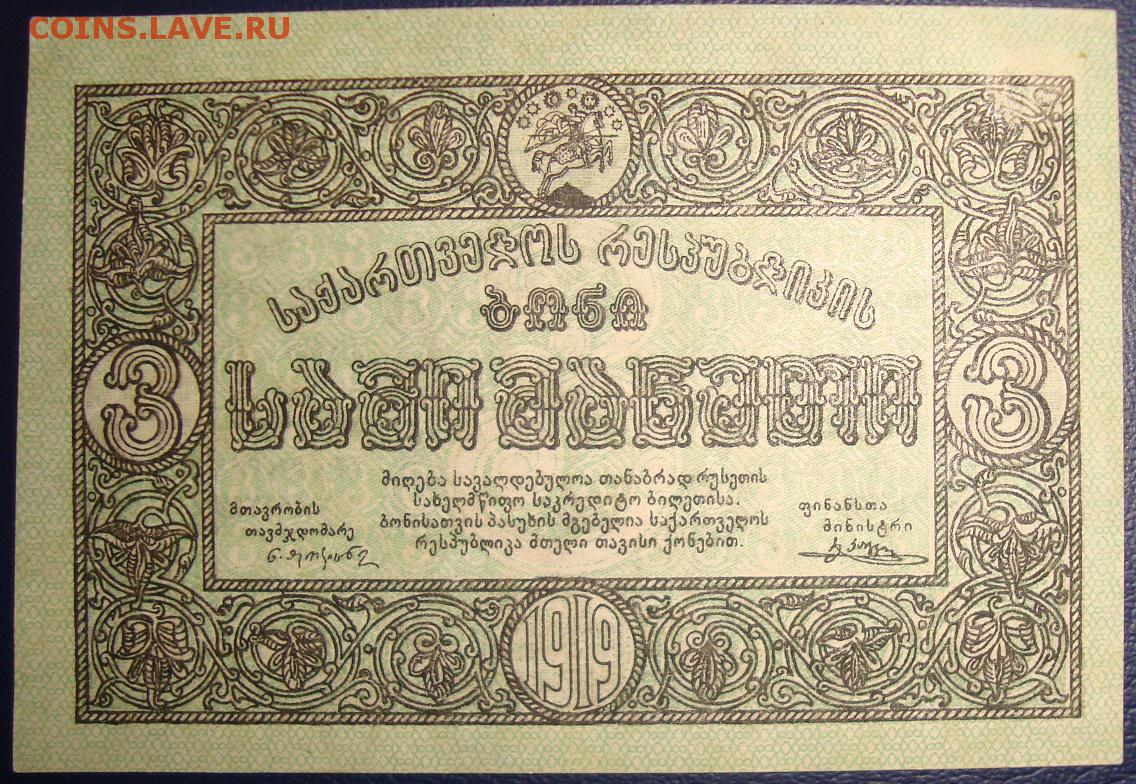 COINS.LAVE.RU
საქართველოს რესპუბლიკის
ბონი
3
სამი მანეთი
3
მიღება სავალდებულოა თანაბრად რუსეთის
სახელმწიფო საკრედიტო ბილეთისა.
ბონისათვის პასუხის მგებელია საქართველოს
რესპუბლიკა მთელი თავისი ქონებით.
მთავრობის
თავმჯდომარე
ფინანსთა
მინისტრი
1919